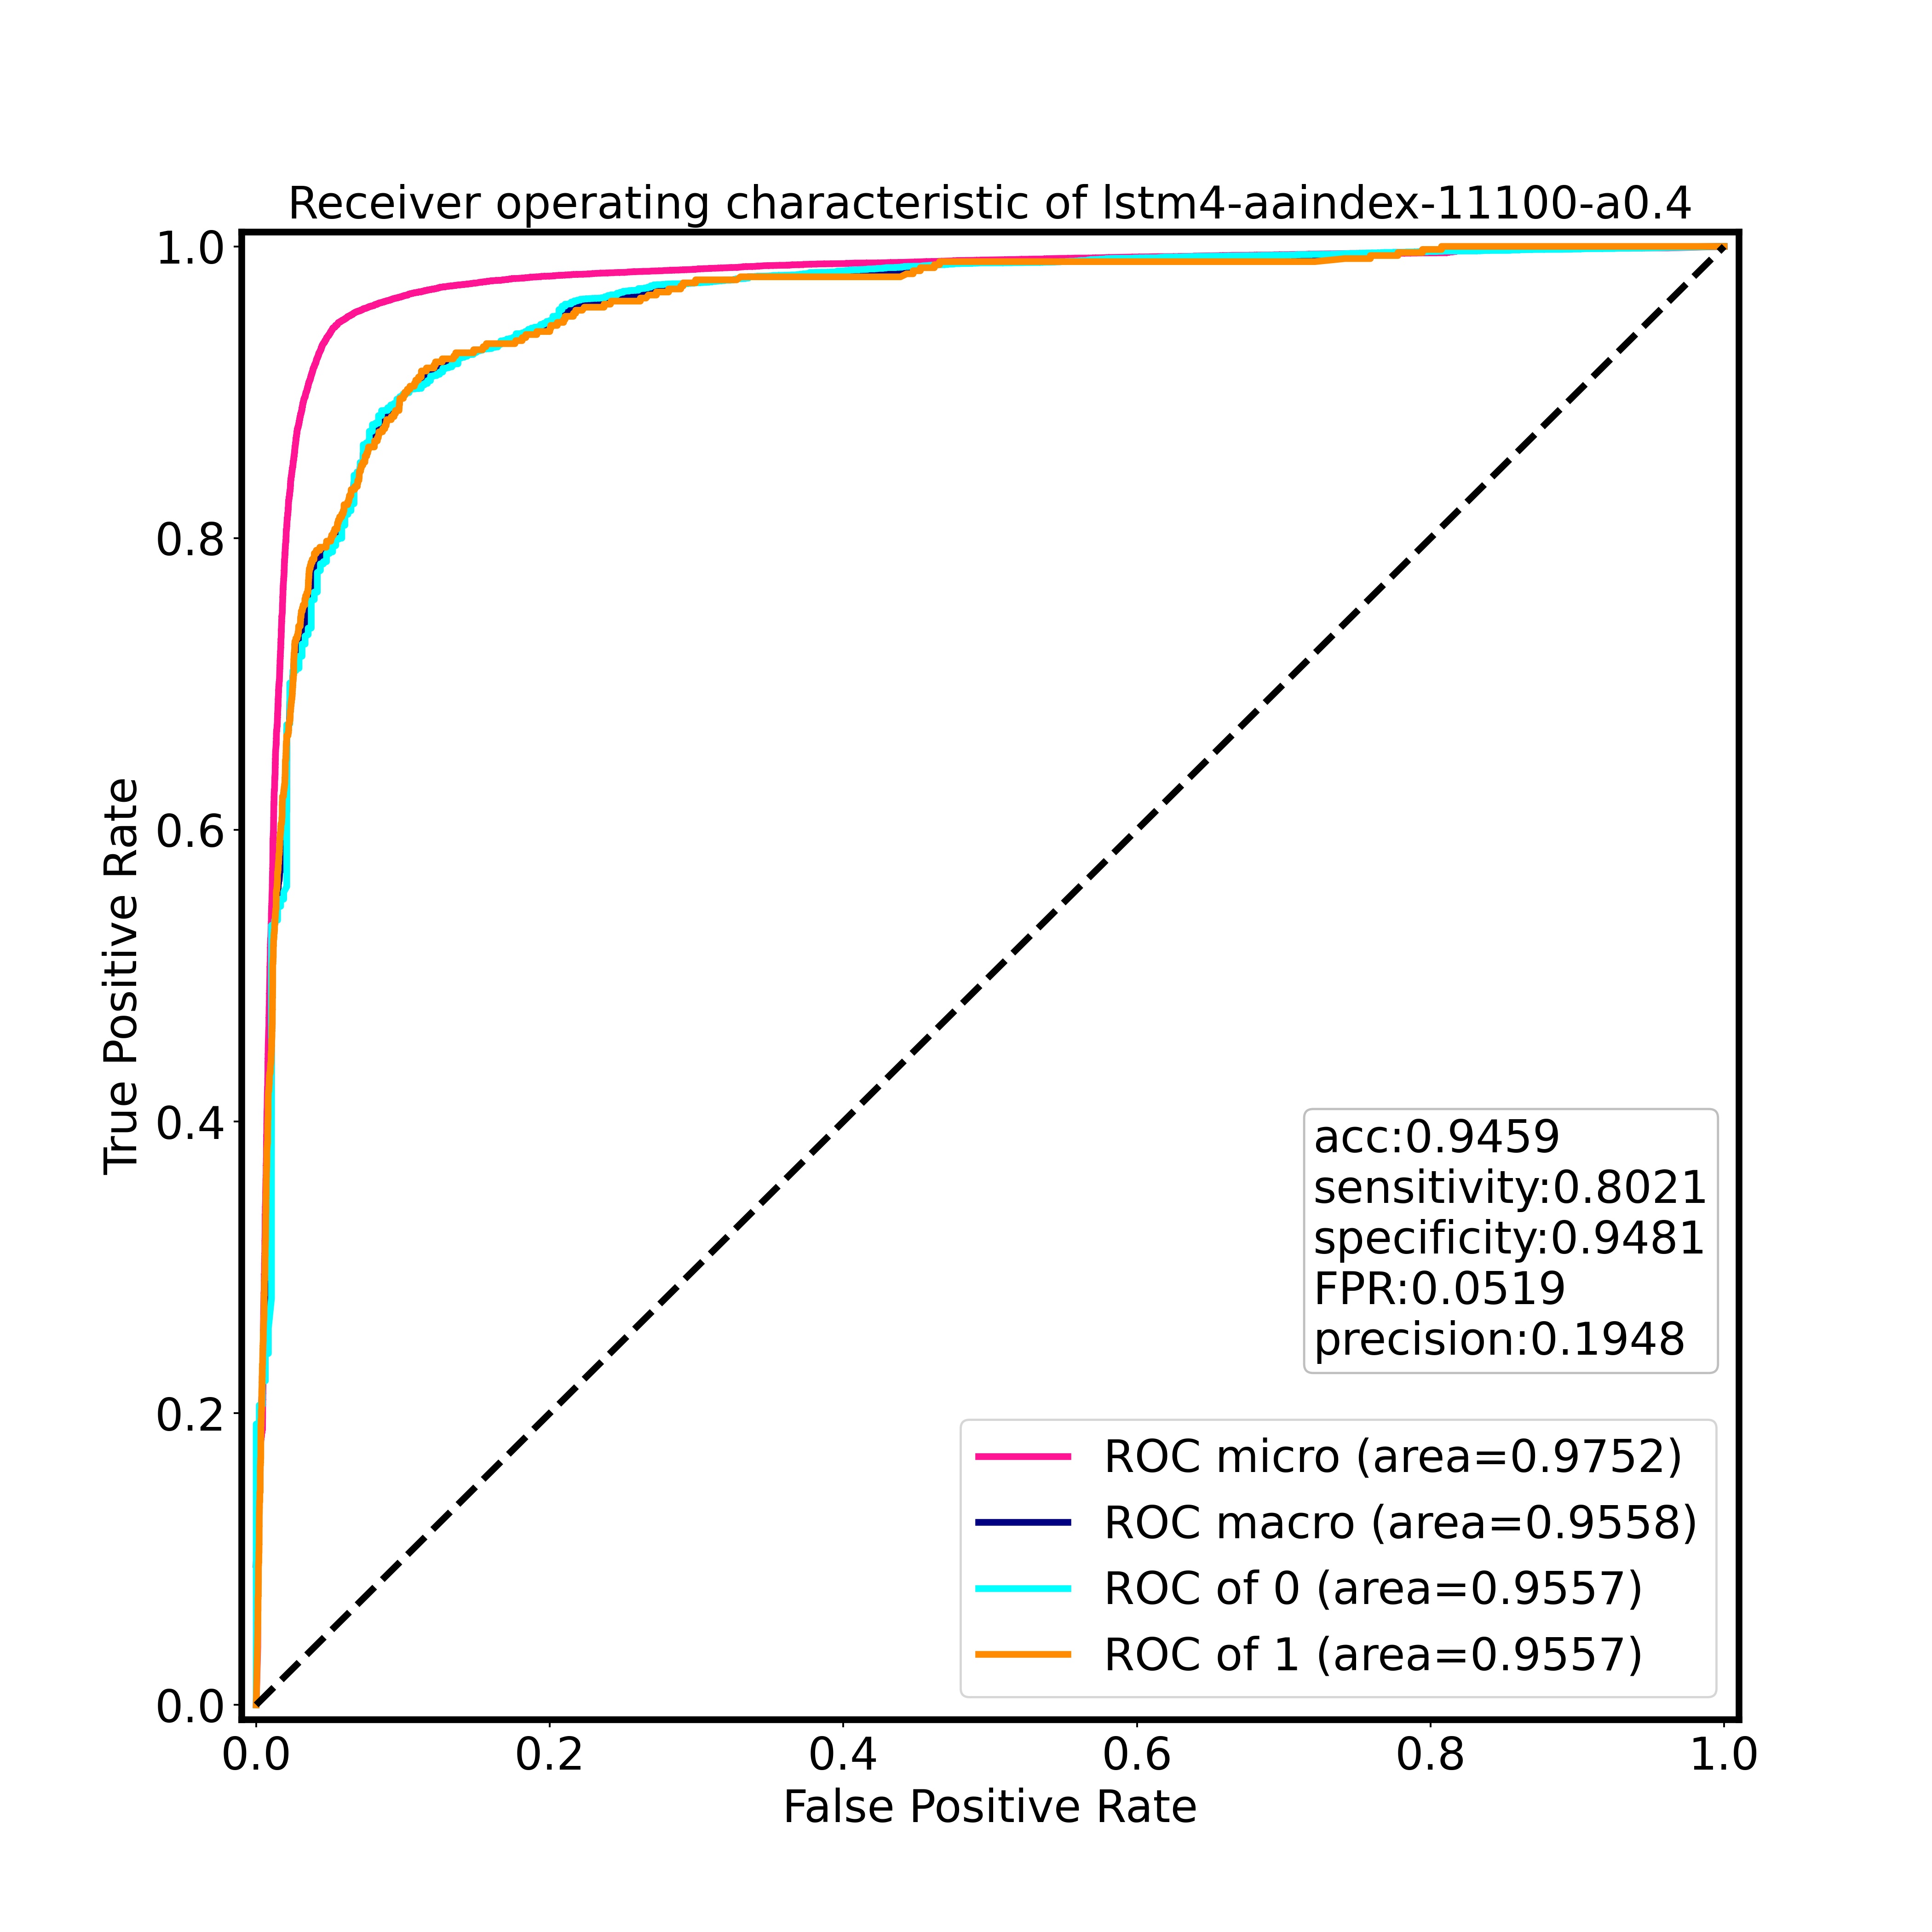 Receiver operating characteristic of lstm4-aaindex-11100-a0.4
1.0
0.8
0.6
0.4
0.2
0.0
True Positive Rate
acc:0.9459
sensitivity:0.8021
specificity:0.9481
FPR:0.0519
precision:0.1948
ROC micro (area=0.9752)
ROC macro (area=0.9558)
ROC of 0 (area=0.9557)
ROC of 1 (area=0.9557)
0.0 0.2 0.4 0.6 0.8 1.0
False Positive Rate